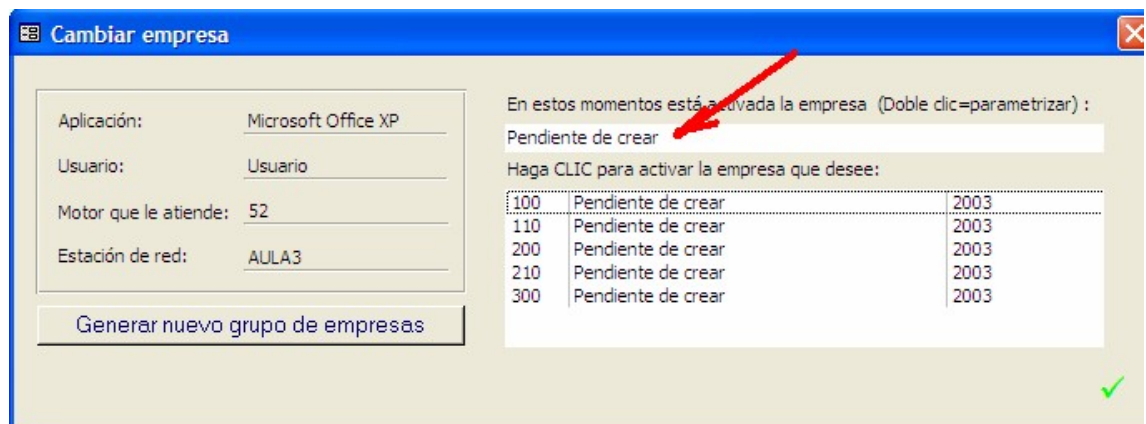 Cambiar empresa
Aplicación: Microsoft Office XP
Usuario: Usuario
Motor que le atiende: 52
Estación de red: AULA3
Generar nuevo grupo de empresas
En estos momentos está activada la empresa (Doble clic=parametrizar) :
Pendiente de crear
Haga CLIC para activar la empresa que desee:
100 Pendiente de crear 2003
110 Pendiente de crear 2003
200 Pendiente de crear 2003
210 Pendiente de crear 2003
300 Pendiente de crear 2003